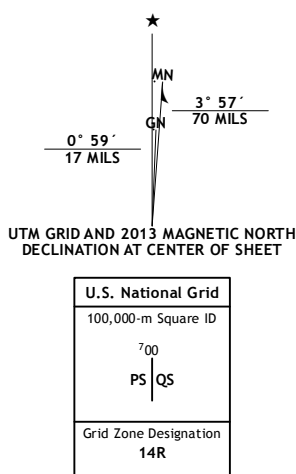 ★
MN
3° 57´
70 MILS
GN
0° 59´
17 MILS
UTM GRID AND 2013 MAGNETIC NORTH
DECLINATION AT CENTER OF SHEET
U.S. National Grid
100,000-m Square ID
⁷00
PS QS
Grid Zone Designation
14R